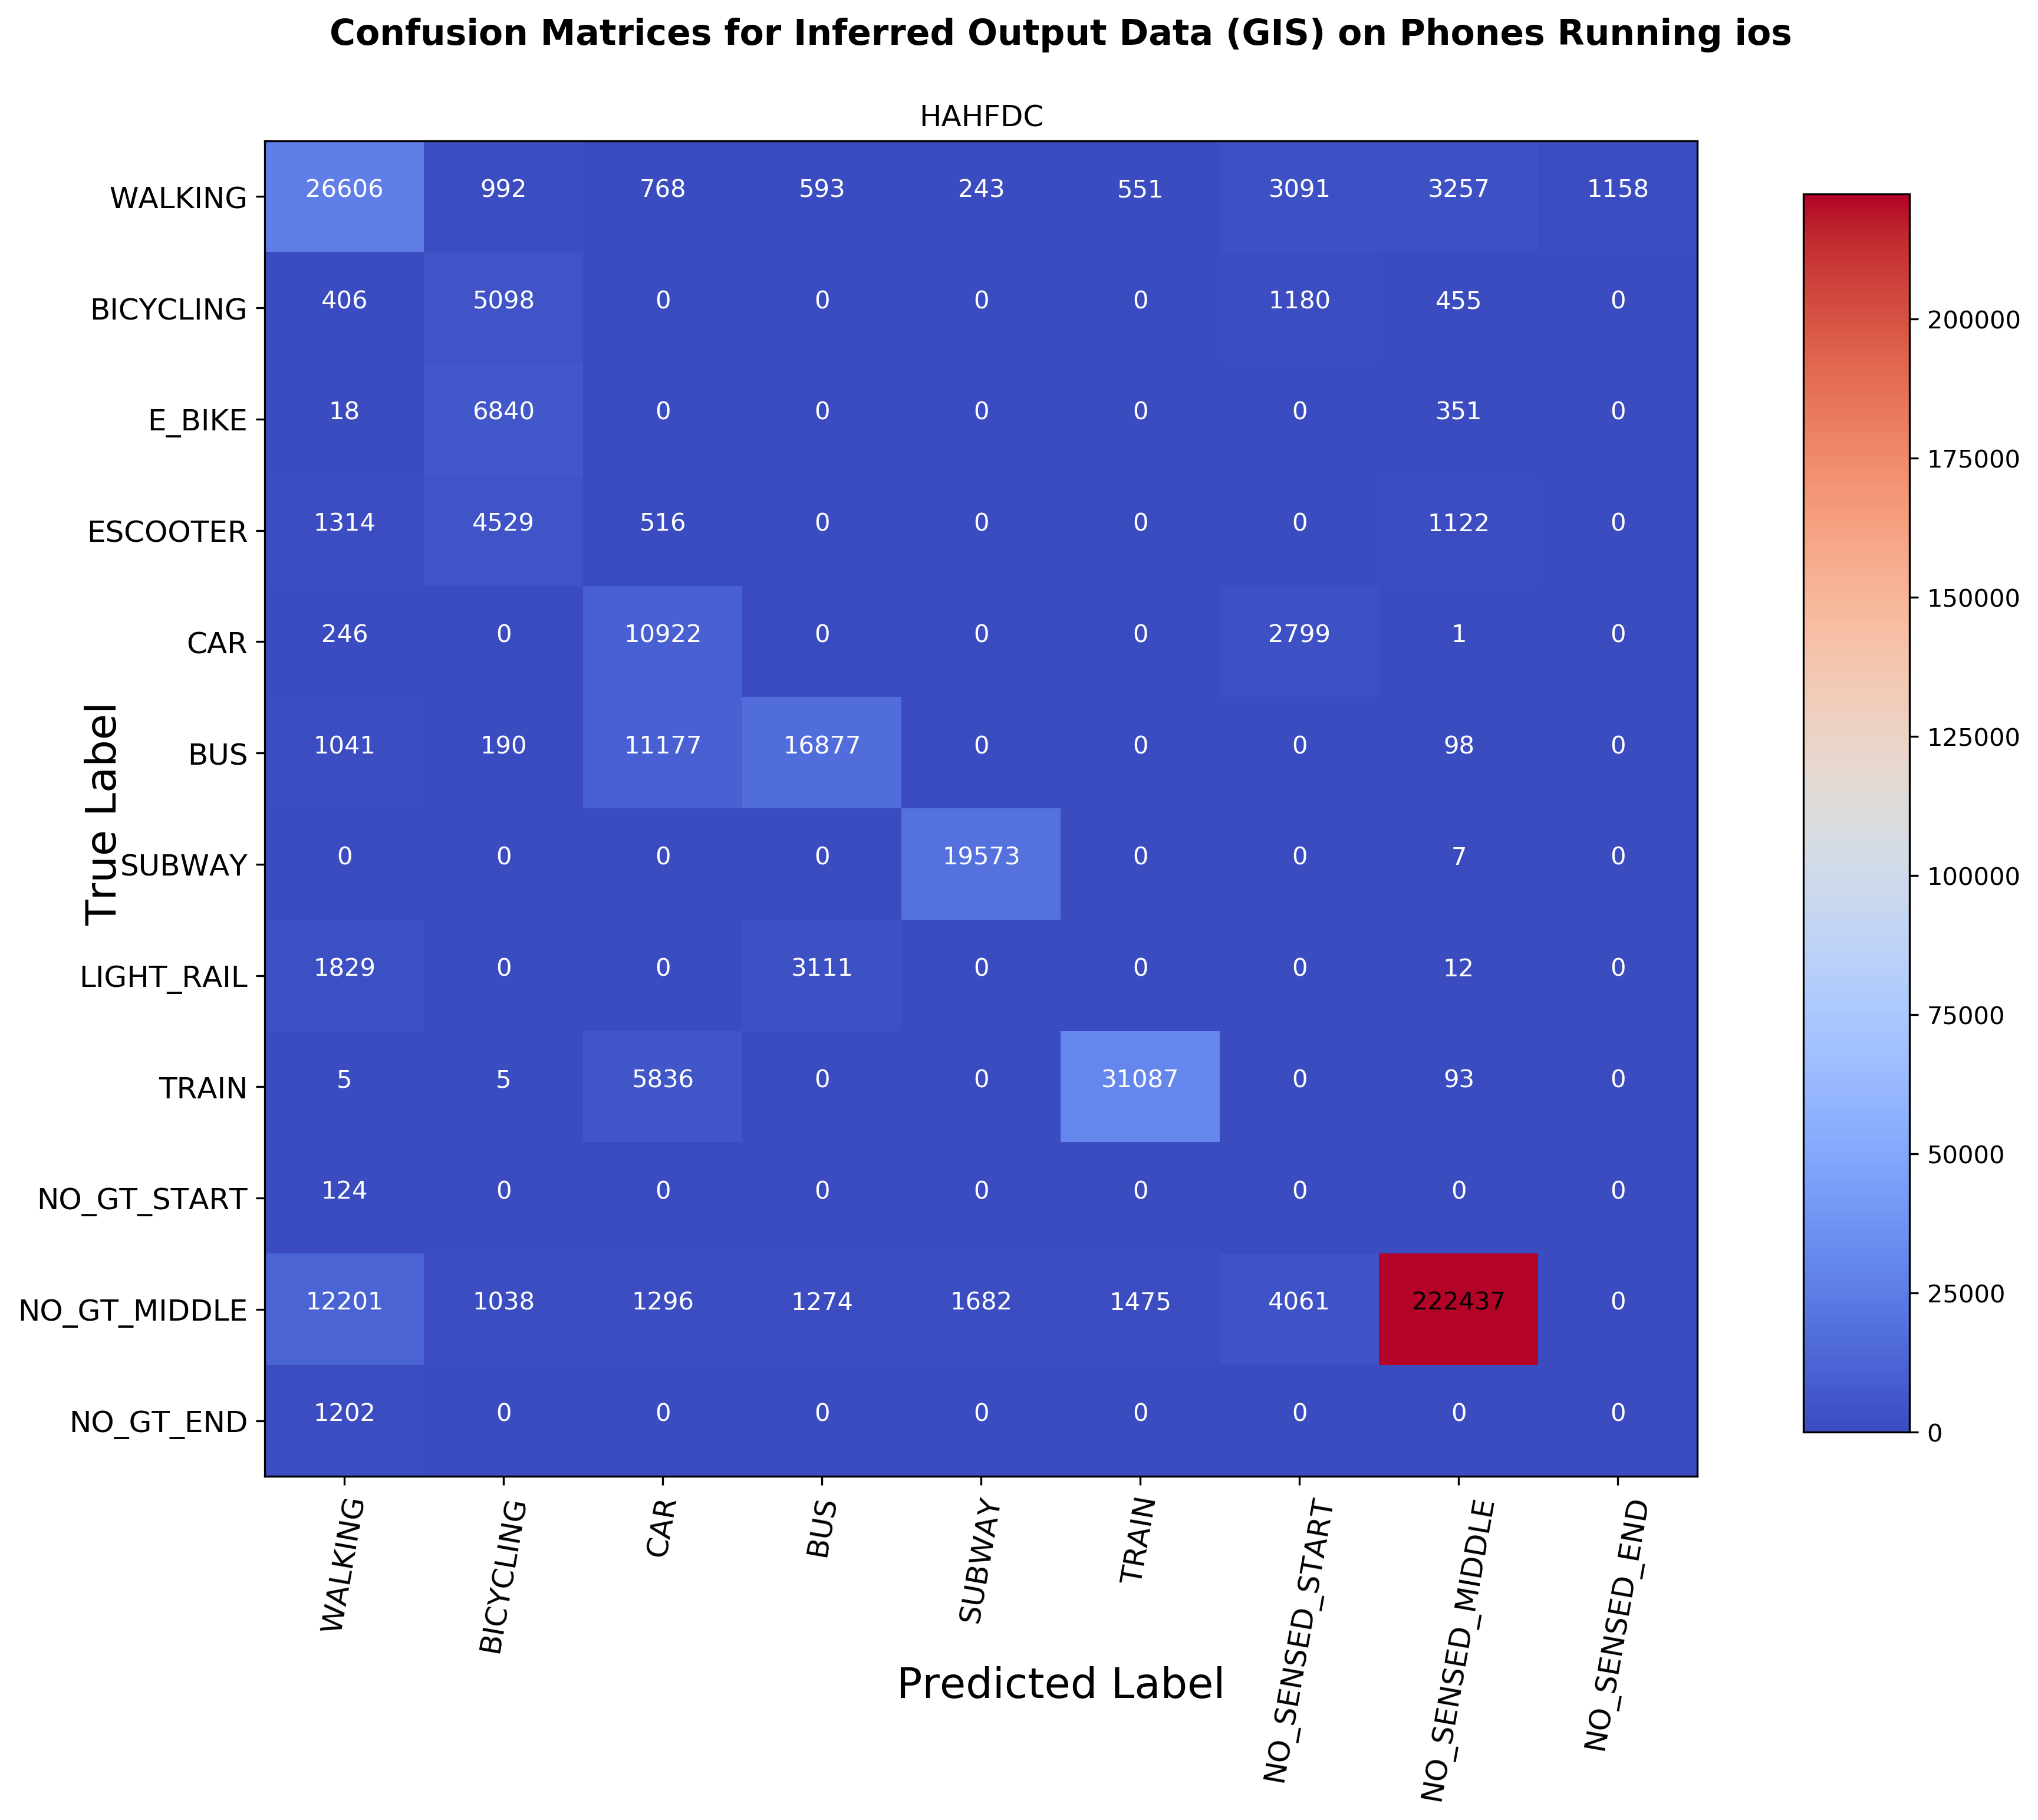 Confusion Matrices for Inferred Output Data (GIS) on Phones Running ios
HAHFDC
True Label
WALKING 26606 992 768 593 243 551 3091 3257 1158
BICYCLING 406 5098 0 0 0 0 1180 455 0
E_BIKE 18 6840 0 0 0 0 0 351 0
ESCOOTER 1314 4529 516 0 0 0 0 1122 0
CAR 246 0 10922 0 0 0 2799 1 0
BUS 1041 190 11177 16877 0 0 0 98 0
SUBWAY 0 0 0 0 19573 0 0 7 0
LIGHT_RAIL 1829 0 0 3111 0 0 0 12 0
TRAIN 5 5 5836 0 0 31087 0 93 0
NO_GT_START 124 0 0 0 0 0 0 0 0
NO_GT_MIDDLE 12201 1038 1296 1274 1682 1475 4061 222437 0
NO_GT_END 1202 0 0 0 0 0 0 0 0
WALKING BICYCLING CAR BUS SUBWAY TRAIN NO_SENSED_START NO_SENSED_MIDDLE NO_SENSED_END
Predicted Label
200000
175000
150000
125000
100000
75000
50000
25000
0